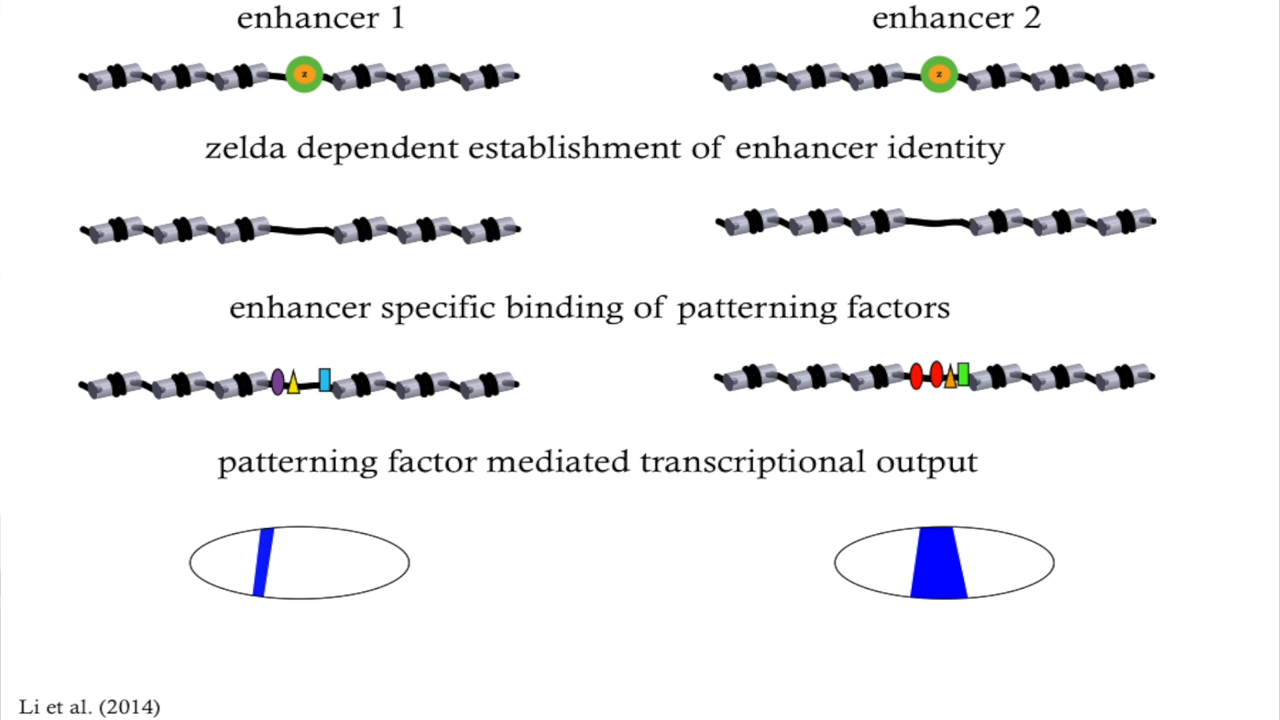 enhancer 1
enhancer 2
z
z
zelda dependent establishment of enhancer identity
enhancer specific binding of patterning factors
patterning factor mediated transcriptional output
Li et al. (2014)